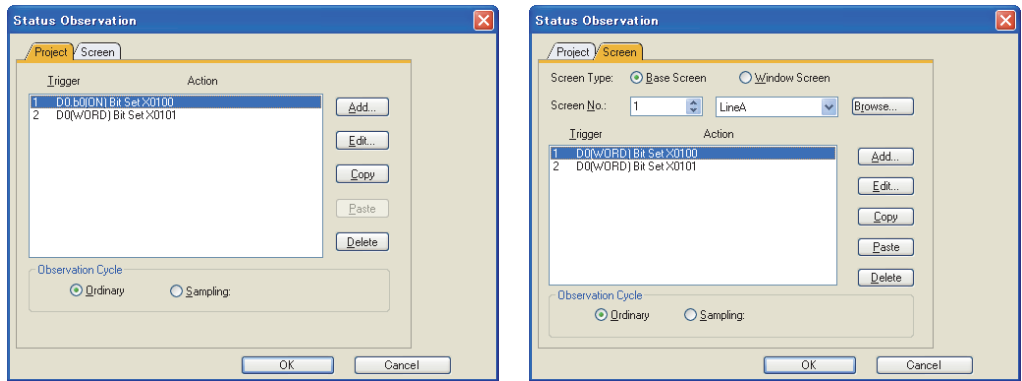 Status Observation
Project Screen
Trigger Action
1 D0.b0(ON) Bit Set X0100
2 D0(WORD) Bit Set X0101
Add...
Edit...
Copy
Paste
Delete
Observation Cycle
Ordinary Sampling:
OK Cancel
Status Observation
Project Screen
Screen Type: Base Screen Window Screen
Screen No.: 1 LineA Browse...
Trigger Action
1 D0(WORD) Bit Set X0100
2 D0(WORD) Bit Set X0101
Add...
Edit...
Copy
Paste
Delete
Observation Cycle
Ordinary Sampling:
OK Cancel